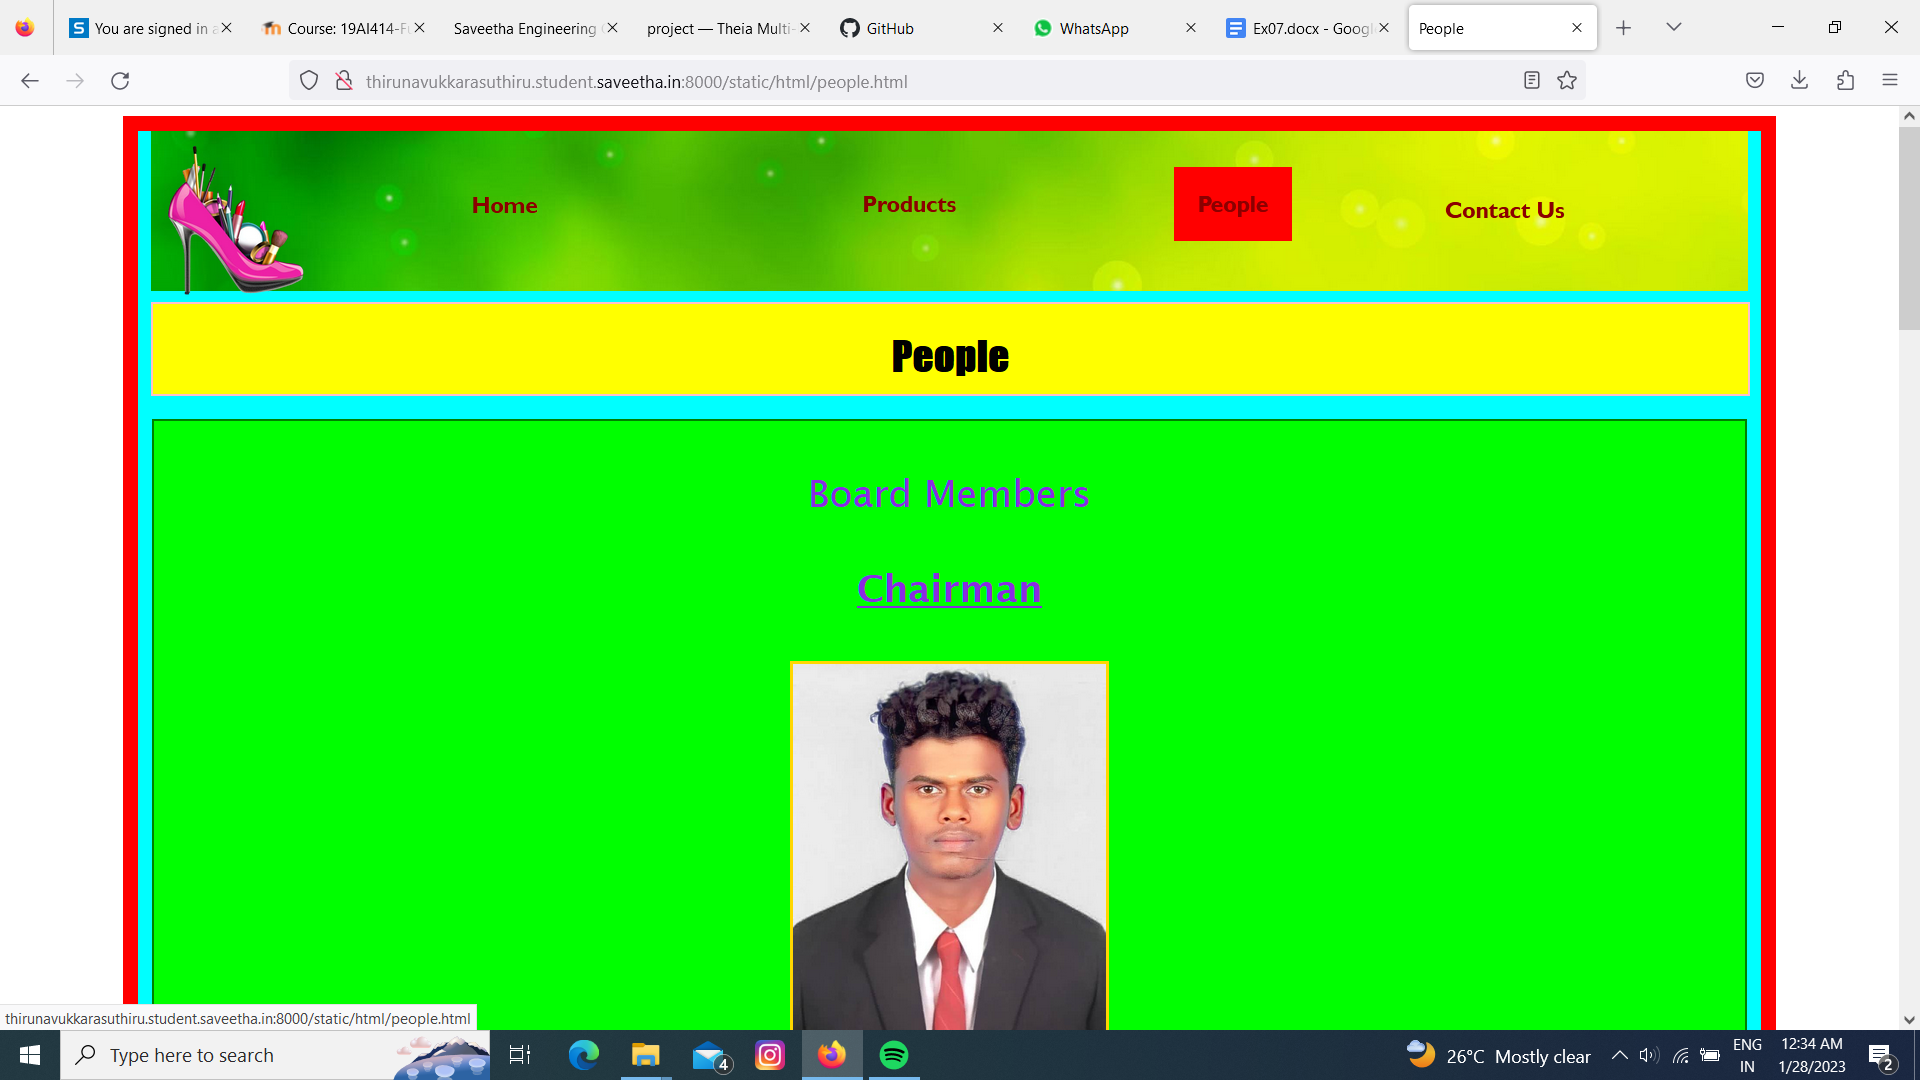 You are signed in a
Course: 19AI414-Fu
Saveetha Engineering
project — Theia Multi-
GitHub
WhatsApp
Ex07.docx - Google
People
thirunavukkarasuthiru.student.saveetha.in:8000/static/html/people.html
Home
Products
People
Contact Us
People
Board Members
Chairman
thirunavukkarasuthiru.student.saveetha.in:8000/static/html/people.html
Type here to search
4
26°C Mostly clear
ENG
IN
12:34 AM
1/28/2023
2